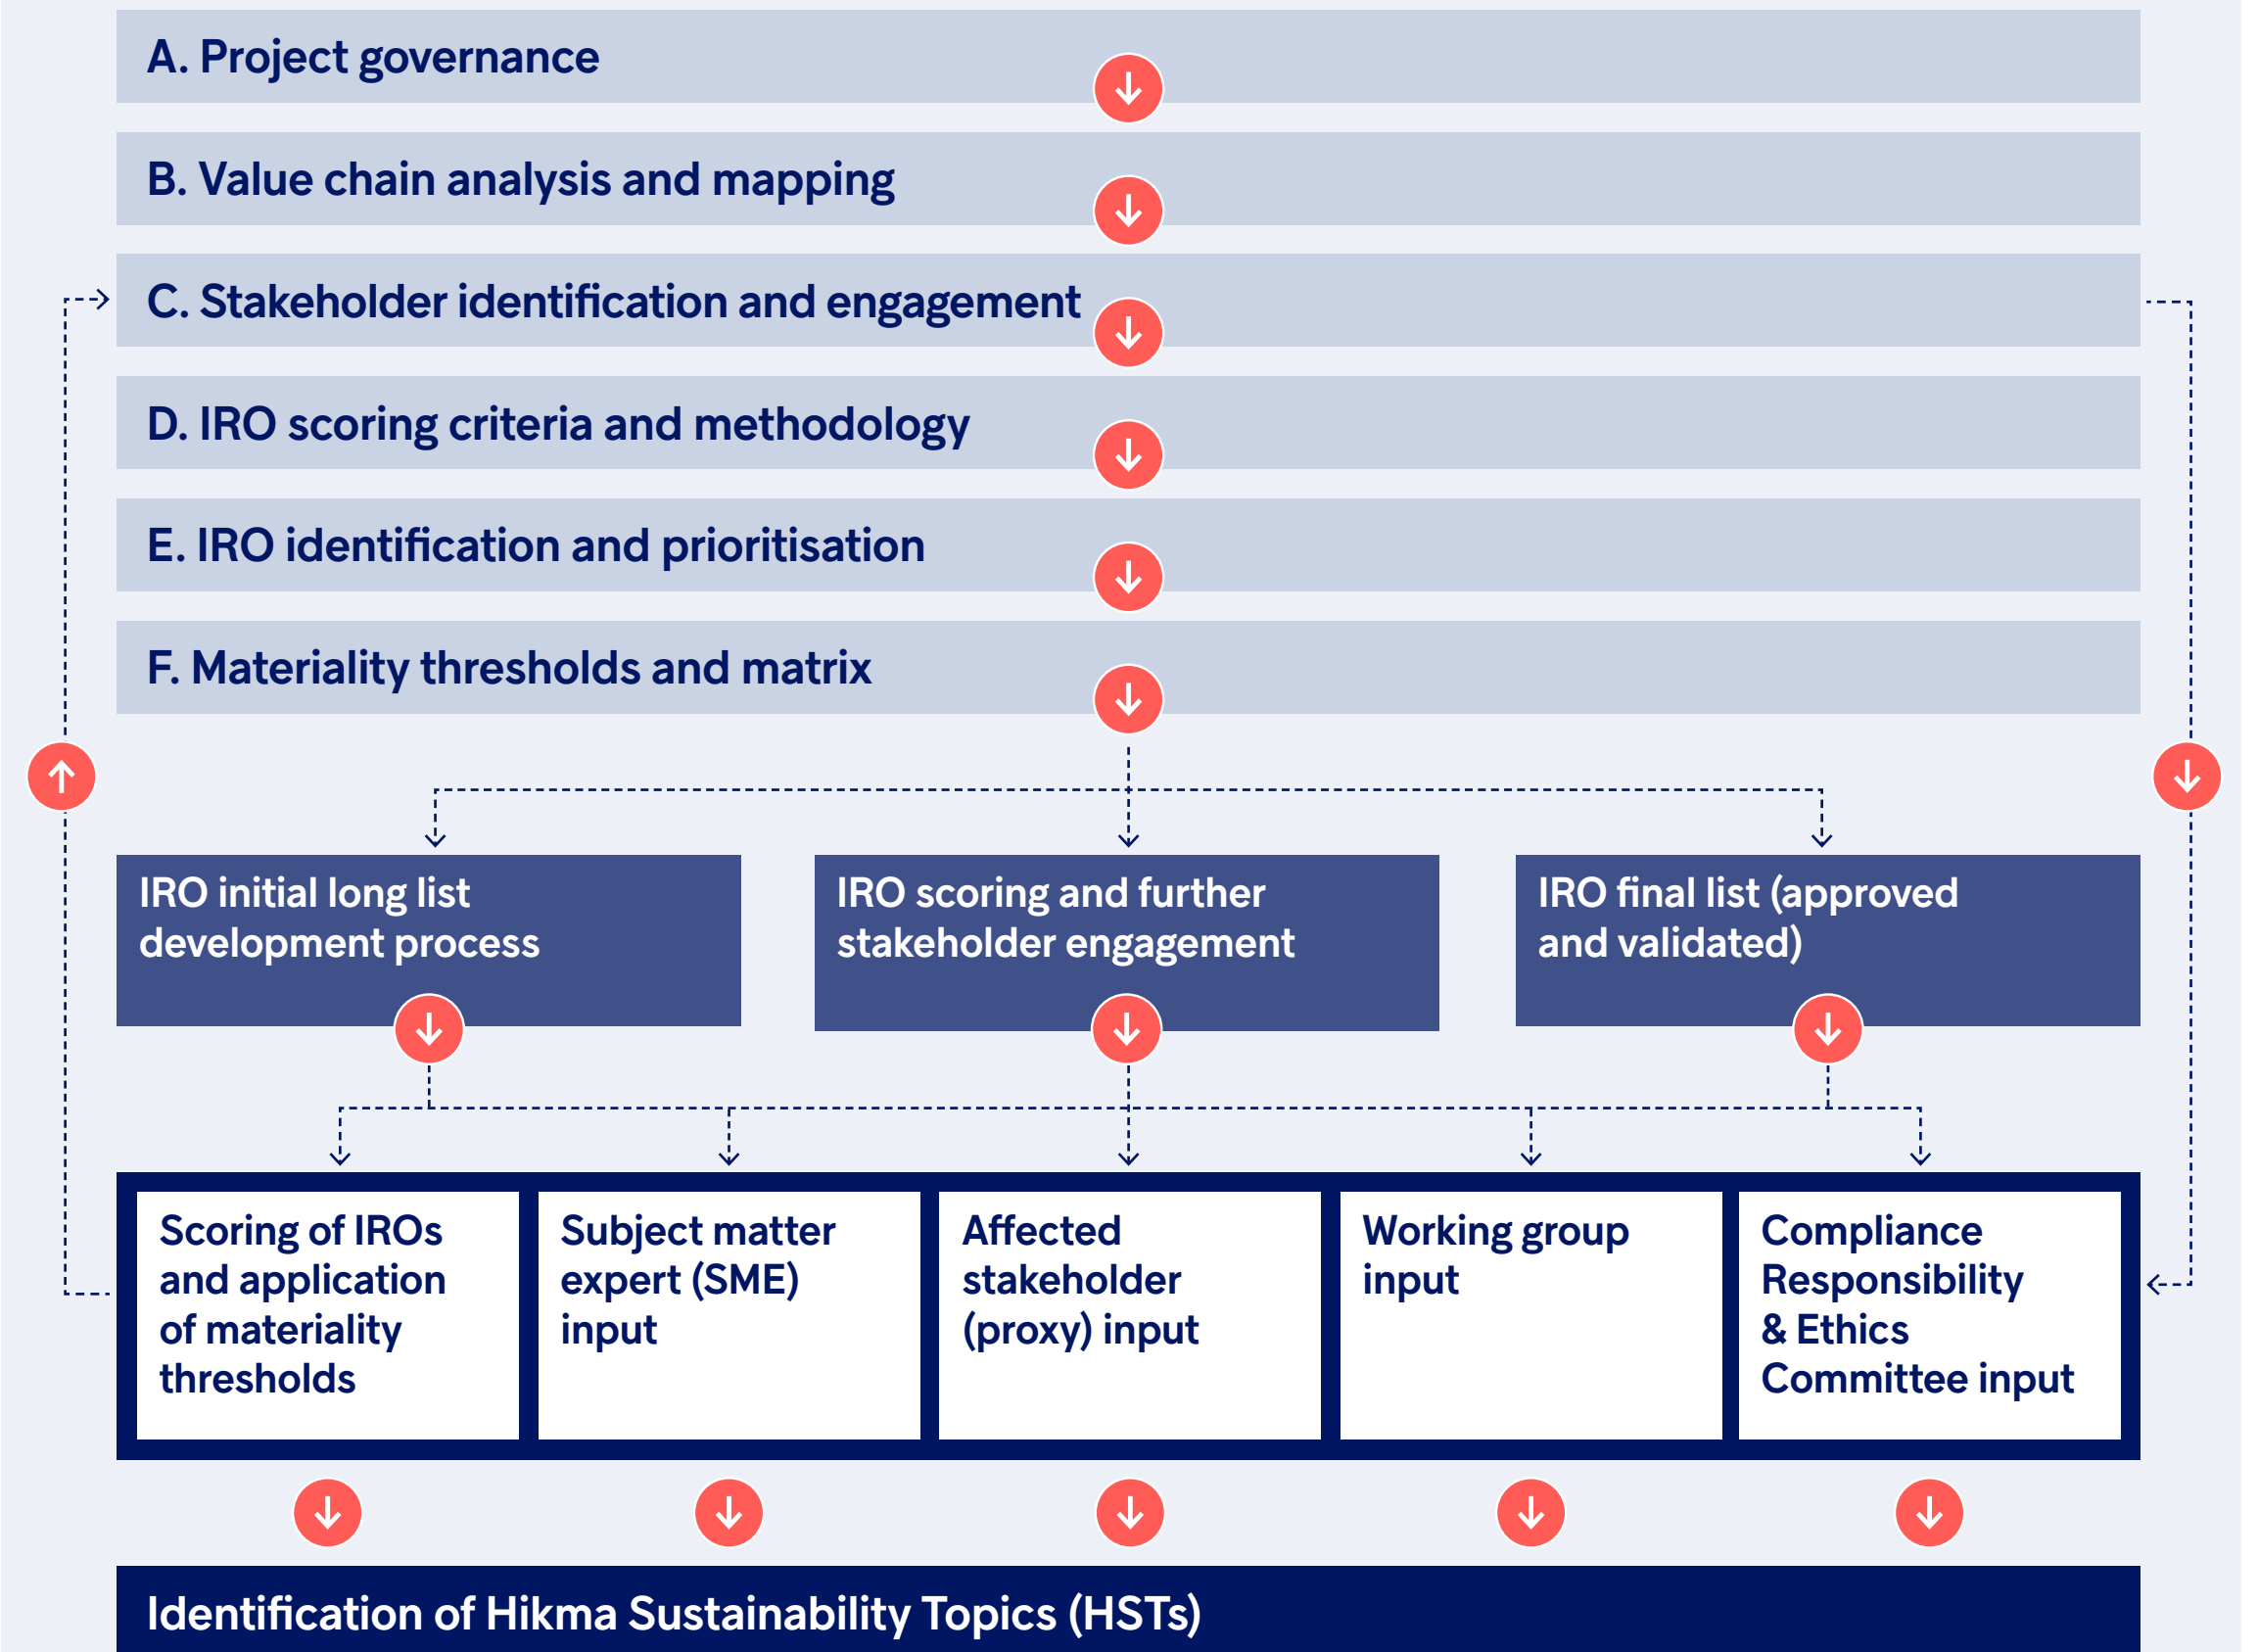 A. Project governance
B. Value chain analysis and mapping
C. Stakeholder identification and engagement
D. IRO scoring criteria and methodology
E. IRO identification and prioritisation
F. Materiality thresholds and matrix
IRO initial long list
development process
IRO scoring and further
stakeholder engagement
IRO final list (approved
and validated)
Scoring of IROs
and application
of materiality
thresholds
Subject matter
expert (SME)
input
Affected
stakeholder
(proxy) input
Working group
input
Compliance
Responsibility
& Ethics
Committee input
Identification of Hikma Sustainability Topics (HSTs)